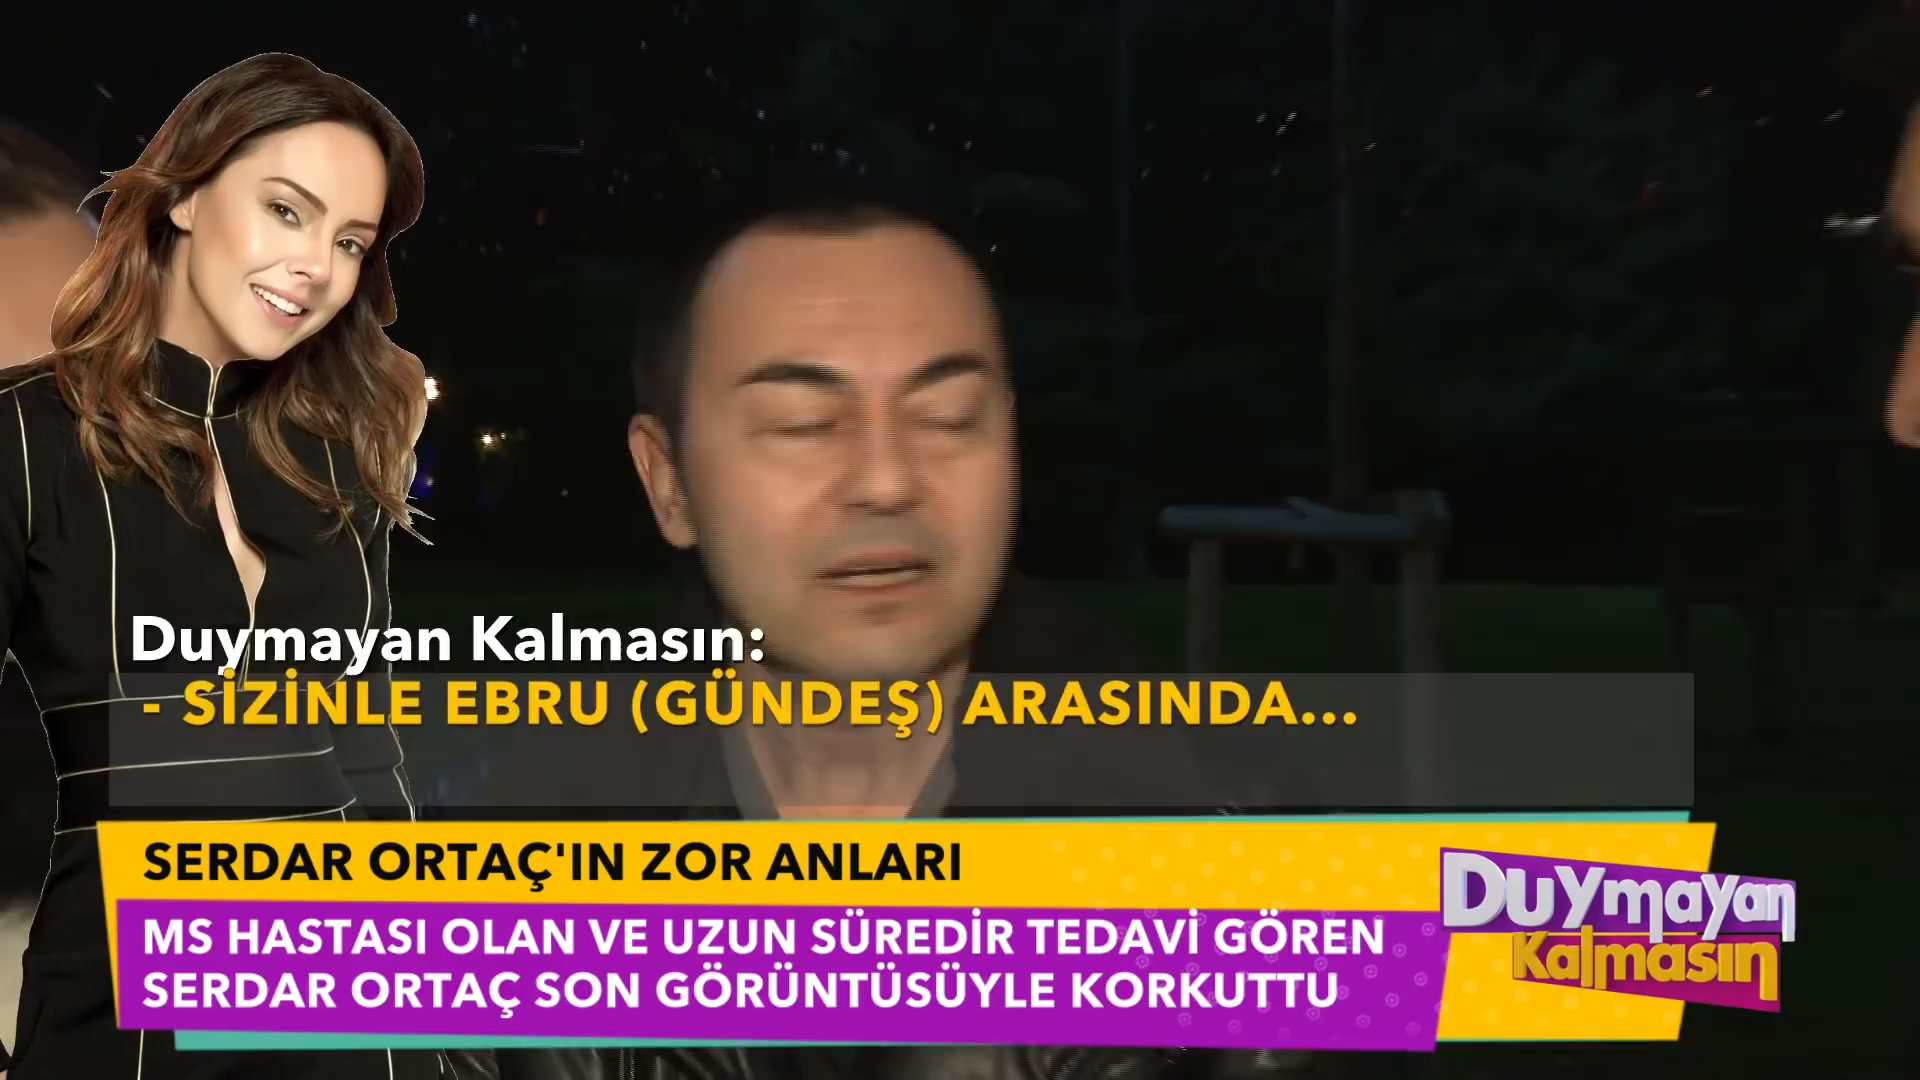 Duymayan Kalmasın:
- SİZİNLE EBRU (GÜNDEŞ) ARASINDA...
SERDAR ORTAÇ'IN ZOR ANLARI
MS HASTASI OLAN VE UZUN SÜREDİR TEDAVİ GÖREN
SERDAR ORTAÇ SON GÖRÜNTÜSÜYLE KORKUTTU
Duymayan
Kalmasın